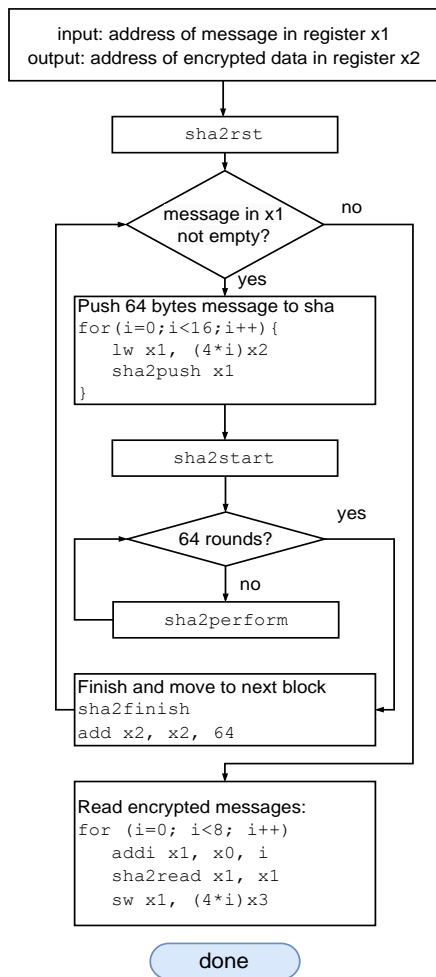 input: address of message in register x1
output: address of encrypted data in register x2
sha2rst
message in x1
not empty?
no
yes
Push 64 bytes message to sha
for(i=0;i<16;i++){
lw x1, (4*i)x2
sha2push x1
}
sha2start
64 rounds?
yes
no
sha2perform
Finish and move to next block
sha2finish
add x2, x2, 64
Read encrypted messages:
for (i=0; i<8; i++)
addi x1, x0, i
sha2read x1, x1
sw x1, (4*i)x3
done